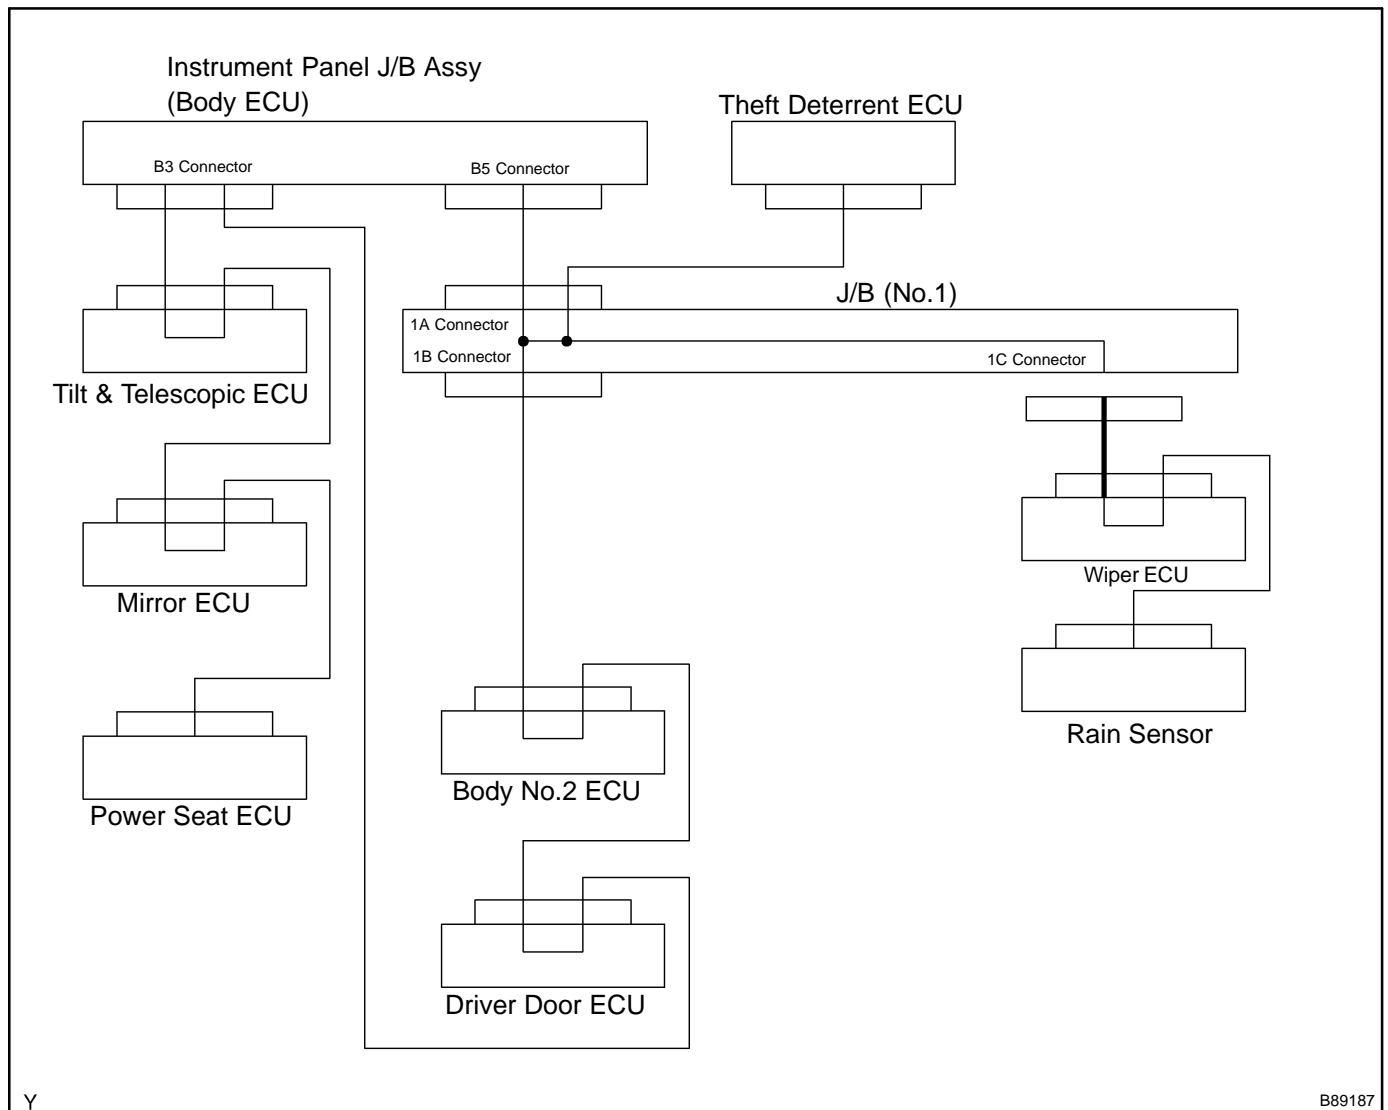 Instrument Panel J/B Assy
(Body ECU)
Theft Deterrent ECU
B3 Connector
B5 Connector
J/B (No.1)
1A Connector
1B Connector
1C Connector
Tilt & Telescopic ECU
Wiper ECU
Mirror ECU
Rain Sensor
Body No.2 ECU
Power Seat ECU
Driver Door ECU
Y
B89187